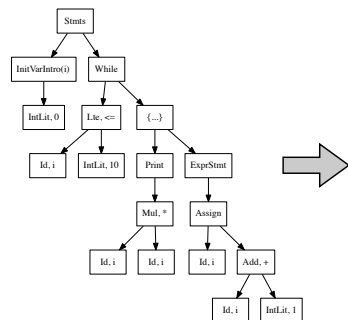 Stmts
InitVarIntro(i) While
IntLit, 0 Lte, <= {...}
Id, i IntLit, 10 Print ExprStmt
Mul, * Assign
Id, i Id, i Id, i Add, +
Id, i IntLit, 1